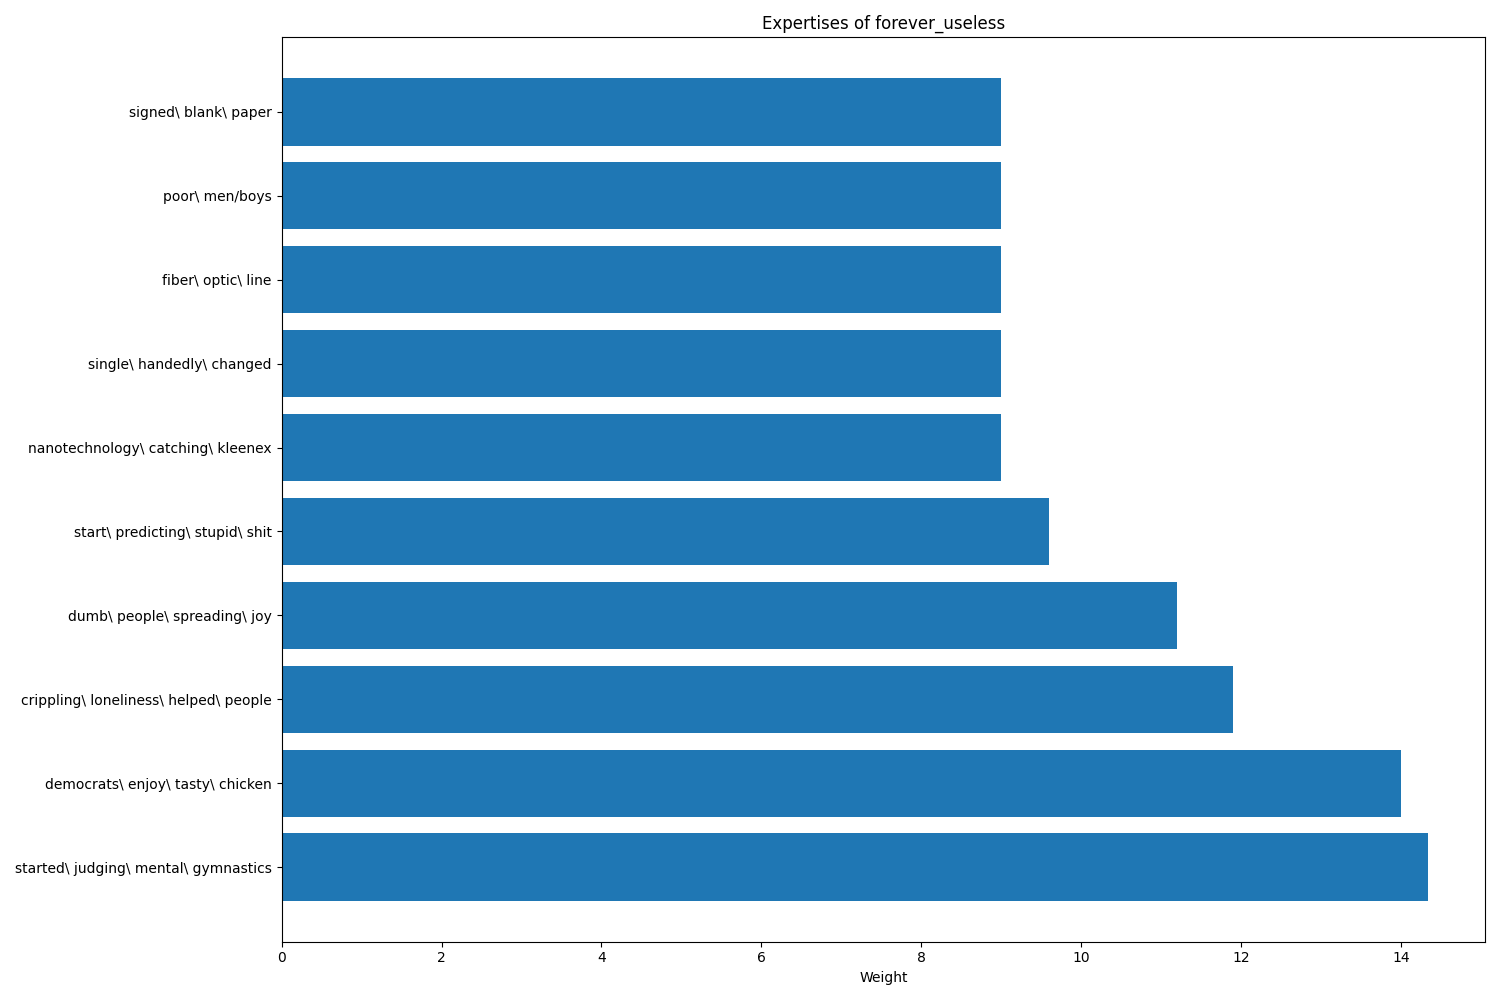 Expertises of forever_useless
signed\ blank\ paper
poor\ men/boys
fiber\ optic\ line
single\ handedly\ changed
nanotechnology\ catching\ kleenex
start\ predicting\ stupid\ shit
dumb\ people\ spreading\ joy
crippling\ loneliness\ helped\ people
democrats\ enjoy\ tasty\ chicken
started\ judging\ mental\ gymnastics
0 2 4 6 8 10 12 14
Weight